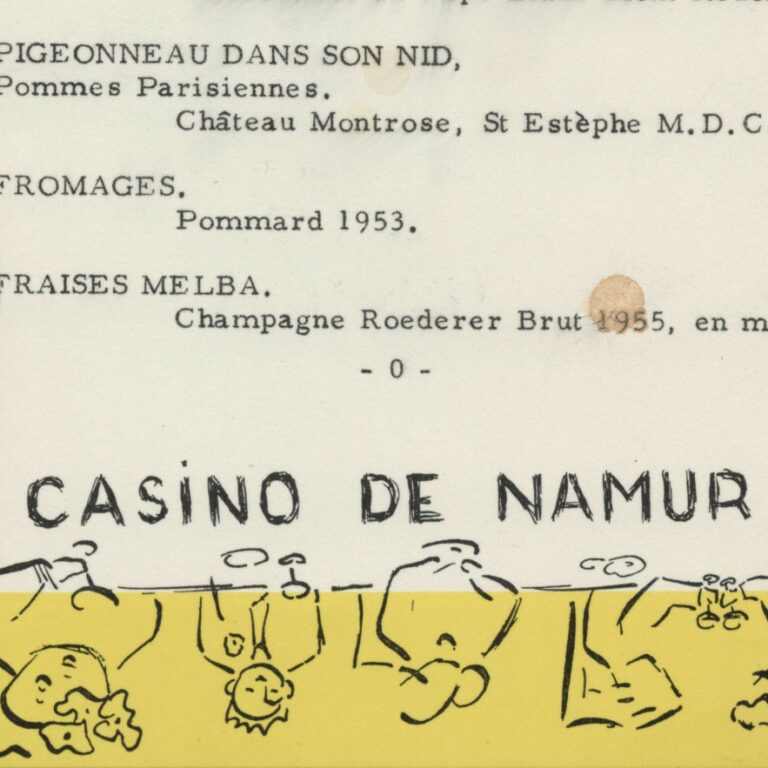 PIGEONNEAU DANS SON NID,
Pommes Parisiennes.
Château Montrose, St Estèphe M.D.C
FROMAGES.
Pommard 1953.
FRAISES MELBA.
Champagne Roederer Brut 1955, en m
- 0 -
CASINO DE NAMUR